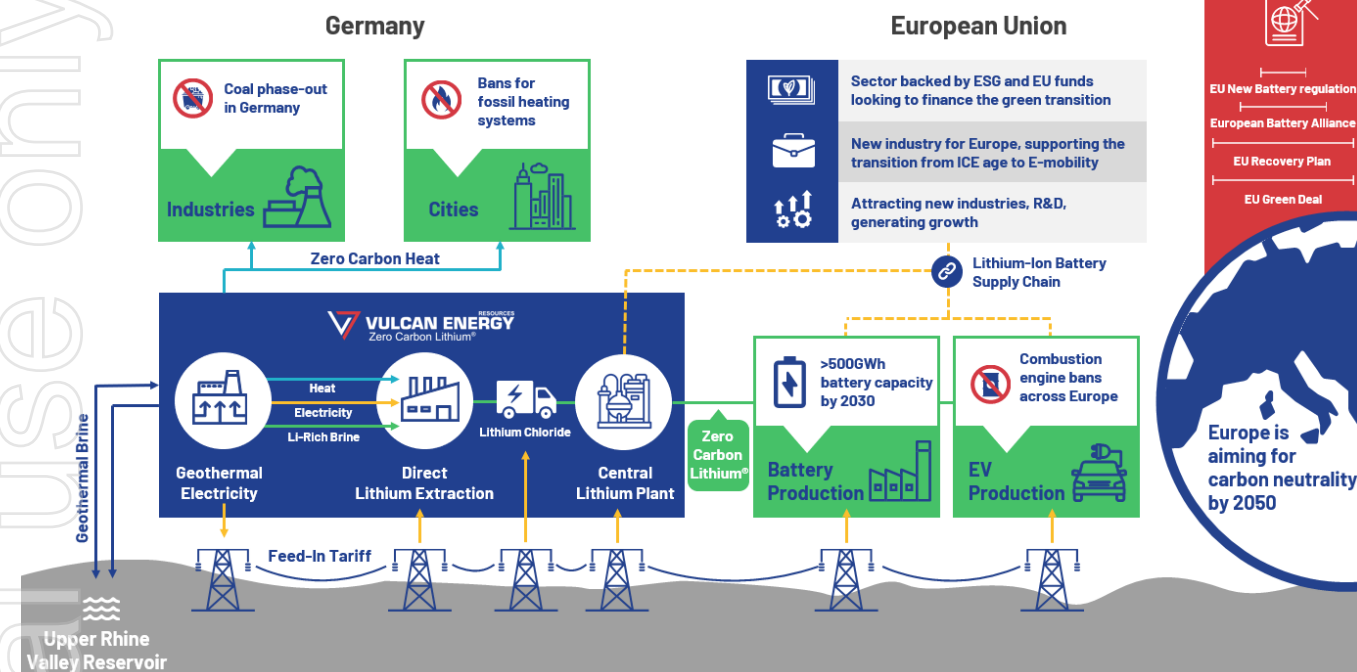 Germany
European Union
Coal phase-out
in Germany
Industries
Bans for
fossil heating
systems
Cities
Sector backed by ESG and EU funds
looking to finance the green transition
New industry for Europe, supporting the
transition from ICE age to E-mobility
Attracting new industries, R&D,
generating growth
EU New Battery regulation
European Battery Alliance
EU Recovery Plan
EU Green Deal
Zero Carbon Heat
Lithium-Ion Battery
Supply Chain
VULCAN ENERGY
RESOURCES
Zero Carbon Lithium®
Heat
Electricity
Li-Rich Brine
Lithium Chloride
Geothermal
Electricity
Direct
Lithium Extraction
Central
Lithium Plant
Zero
Carbon
Lithium®
>500GWh
battery capacity
by 2030
Battery
Production
Combustion
engine bans
across Europe
EV
Production
Europe is
aiming for
carbon neutrality
by 2050
Geothermal Brine
Feed-In Tariff
Upper Rhine
Valley Reservoir
al use only